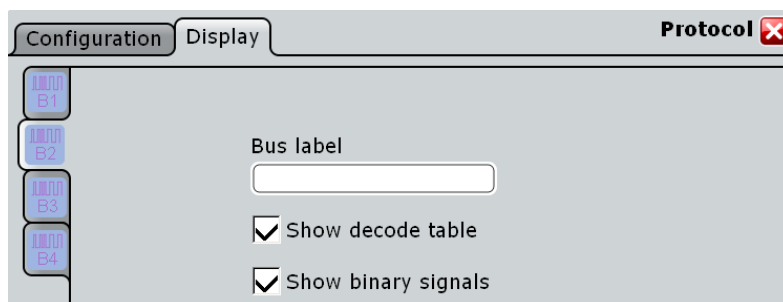 Configuration Display Protocol
B1
B2
Bus label
B3
Show decode table
B4
Show binary signals